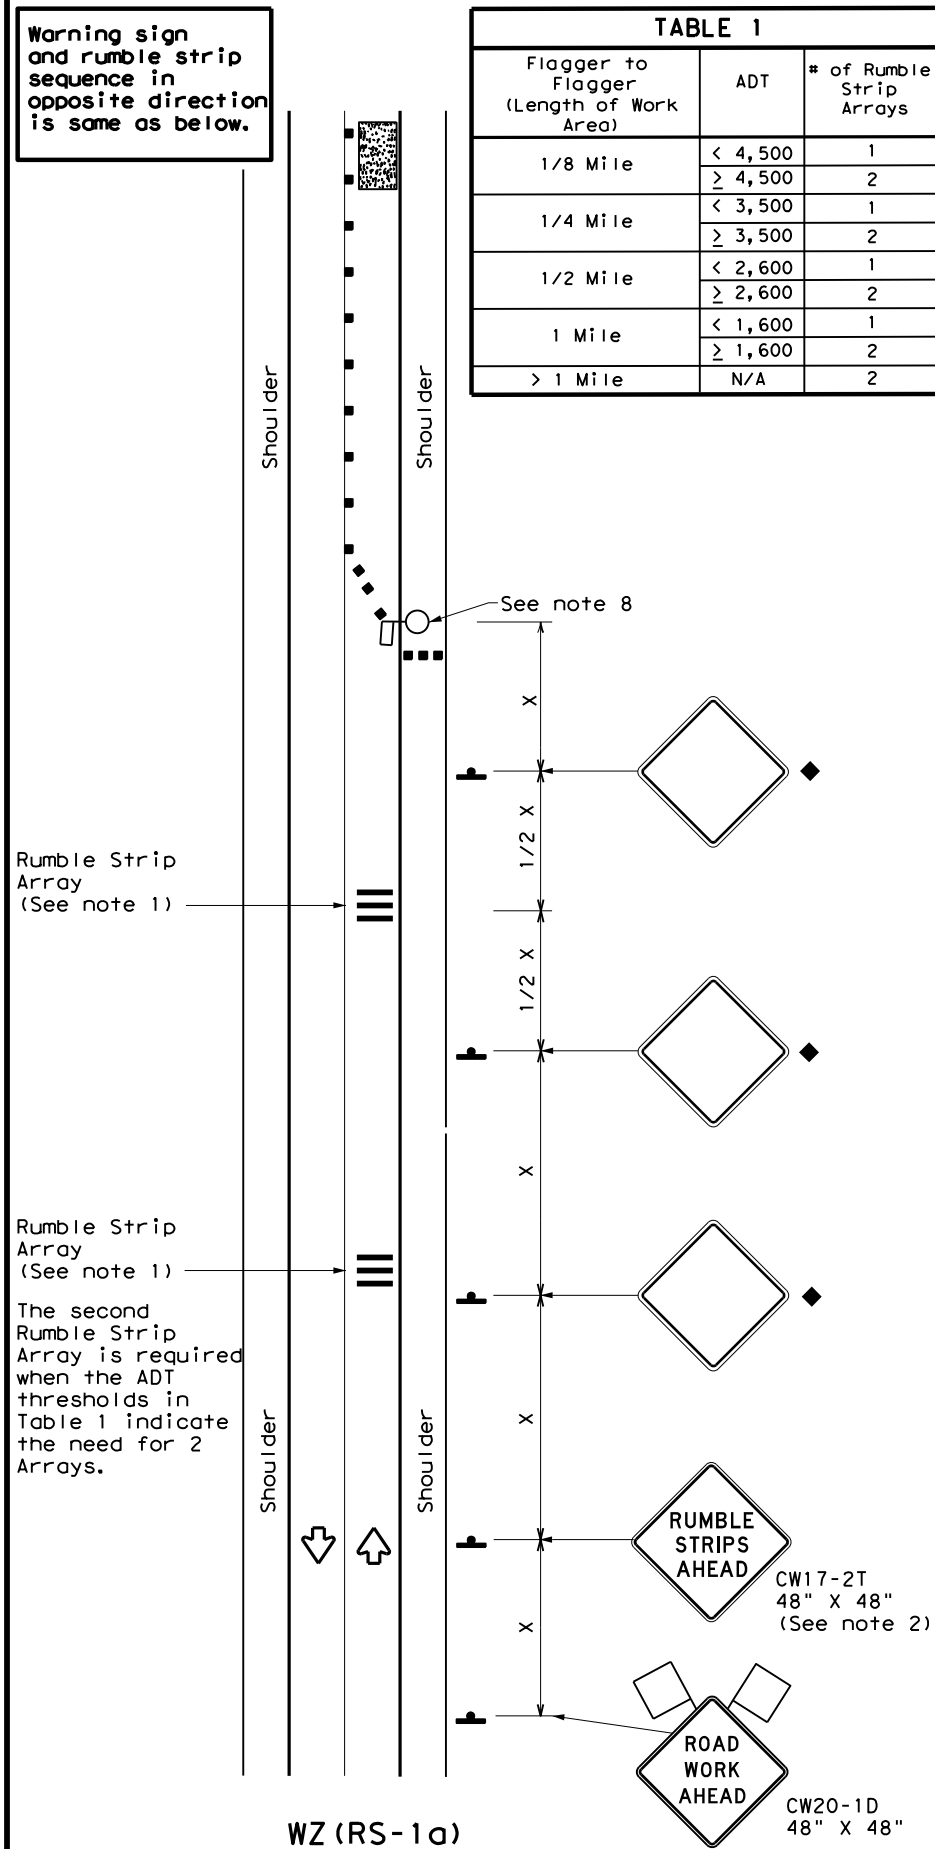 Warning sign
and rumble strip
sequence in
opposite direction
is same as below.
TABLE 1
Flagger to
Flagger
(Length of Work
Area)
ADT
# of Rumble
Strip
Arrays
1/8 Mile
< 4,500
1
≥ 4,500
2
1/4 Mile
< 3,500
1
≥ 3,500
2
1/2 Mile
< 2,600
1
≥ 2,600
2
1 Mile
< 1,600
1
≥ 1,600
2
> 1 Mile
N/A
2
Shoulder
Shoulder
See note 8
X
1/2 X
Rumble Strip
Array
(See note 1)
1/2 X
X
Rumble Strip
Array
(See note 1)
The second
Rumble Strip
Array is required
when the ADT
thresholds in
Table 1 indicate
the need for 2
Arrays.
Shoulder
Shoulder
X
RUMBLE
STRIPS
AHEAD
CW17-2T
48" X 48"
(See note 2)
X
ROAD
WORK
AHEAD
CW20-1D
48" X 48"
WZ(RS-1a)